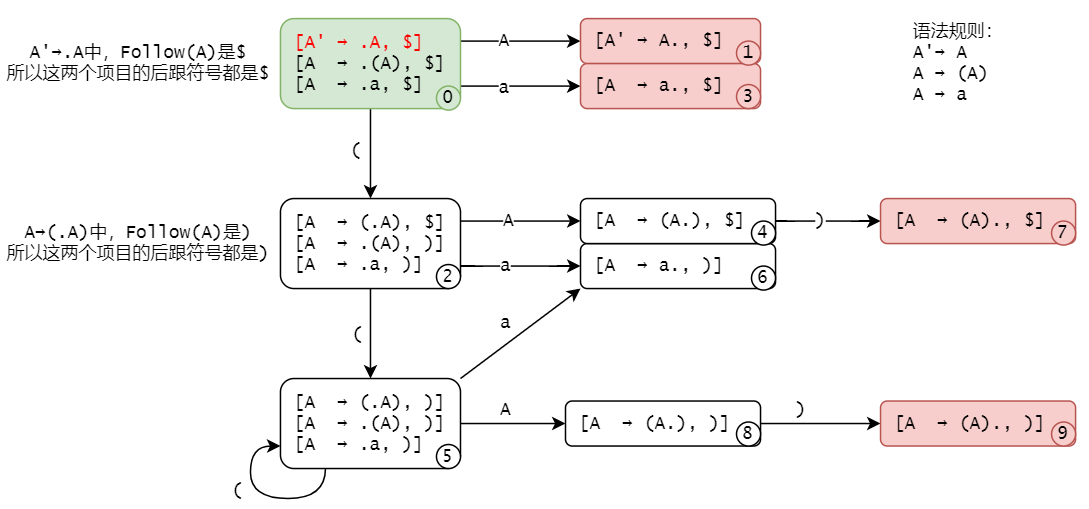 A'→.A中, Follow(A)是$
所以这两个项目的后跟符号都是$
[A' → .A, $]
[A → .(A), $]
[A → .a, $]
0
A
a
[A' → A., $]
1
[A → a., $]
3
语法规则:
A'→ A
A → (A)
A → a
(
A→(.A)中, Follow(A)是)
所以这两个项目的后跟符号都是)
[A → (.A), $]
[A → .(A), )]
[A → .a, )]
2
A
a
[A → (A.), $]
4
[A → a., )]
6
)
[A → (A)., $]
7
(
a
[A → (.A), )]
[A → .(A), )]
[A → .a, )]
5
(
A
[A → (A.), )]
8
)
[A → (A)., )]
9